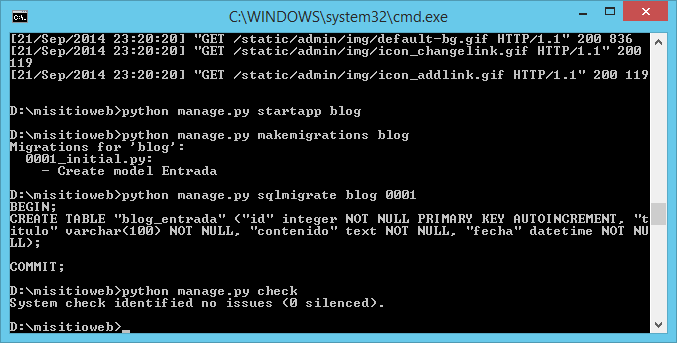 C:\WINDOWS\system32\cmd.exe
[21/Sep/2014 23:20:20] "GET /static/admin/img/default-bg.gif HTTP/1.1" 200 836
[21/Sep/2014 23:20:20] "GET /static/admin/img/icon_changelink.gif HTTP/1.1" 200
119
[21/Sep/2014 23:20:20] "GET /static/admin/img/icon_addlink.gif HTTP/1.1" 200 119
D:\misitioweb>python manage.py startapp blog
D:\misitioweb>python manage.py makemigrations blog
Migrations for 'blog':
  0001_initial.py:
    - Create model Entrada
D:\misitioweb>python manage.py sqlmigrate blog 0001
BEGIN;
CREATE TABLE "blog_entrada" ("id" integer NOT NULL PRIMARY KEY AUTOINCREMENT, "t
itulo" varchar(100) NOT NULL, "contenido" text NOT NULL, "fecha" datetime NOT NU
LL);
COMMIT;
D:\misitioweb>python manage.py check
System check identified no issues (0 silenced).
D:\misitioweb>_